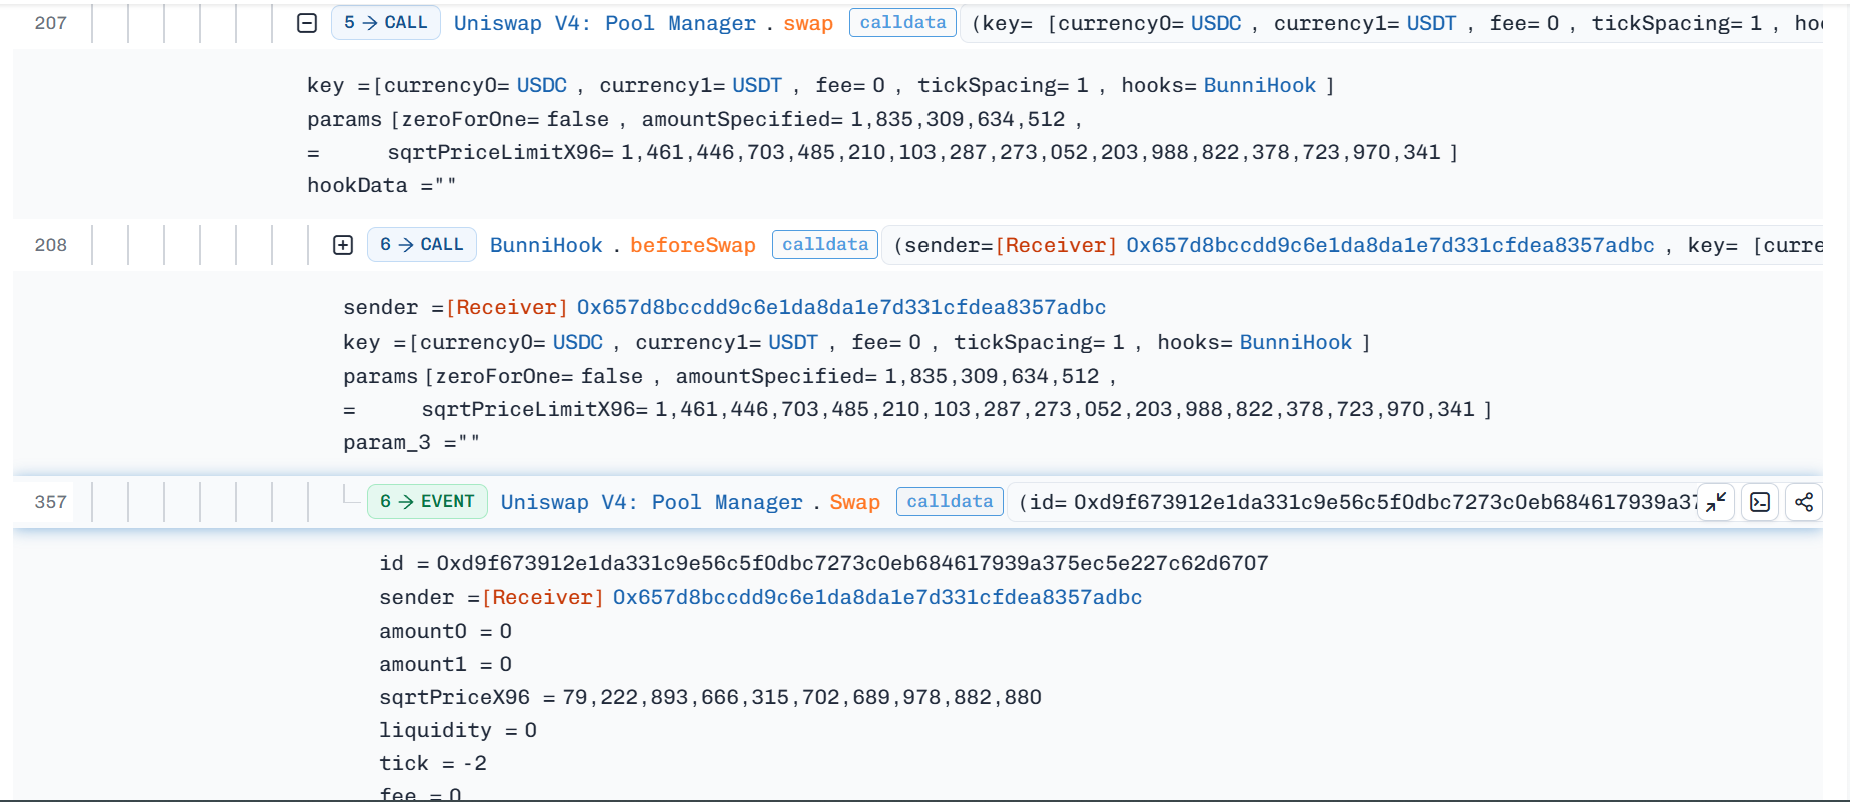 207 5 → CALL Uniswap V4: Pool Manager . swap calldata (key= [currency0= USDC , currency1= USDT , fee= 0 , tickSpacing= 1 , hoo
key =[currency0= USDC , currency1= USDT , fee= 0 , tickSpacing= 1 , hooks= BunniHook ]
params [zeroForOne= false , amountSpecified= 1,835,309,634,512 ,
= sqrtPriceLimitX96= 1,461,446,703,485,210,103,287,273,052,203,988,822,378,723,970,341 ]
hookData =""
208 6 → CALL BunniHook . beforeSwap calldata (sender=[Receiver] 0x657d8bccdd9c6e1da8da1e7d331cfdea8357adbc , key= [curre
sender =[Receiver] 0x657d8bccdd9c6e1da8da1e7d331cfdea8357adbc
key =[currency0= USDC , currency1= USDT , fee= 0 , tickSpacing= 1 , hooks= BunniHook ]
params [zeroForOne= false , amountSpecified= 1,835,309,634,512 ,
= sqrtPriceLimitX96= 1,461,446,703,485,210,103,287,273,052,203,988,822,378,723,970,341 ]
param_3 =""
357 6 → EVENT Uniswap V4: Pool Manager . Swap calldata (id= 0xd9f673912e1da331c9e56c5f0dbc7273c0eb684617939a37
id = 0xd9f673912e1da331c9e56c5f0dbc7273c0eb684617939a375ec5e227c62d6707
sender =[Receiver] 0x657d8bccdd9c6e1da8da1e7d331cfdea8357adbc
amount0 = 0
amount1 = 0
sqrtPriceX96 = 79,222,893,666,315,702,689,978,882,880
liquidity = 0
tick = -2
fee = 0